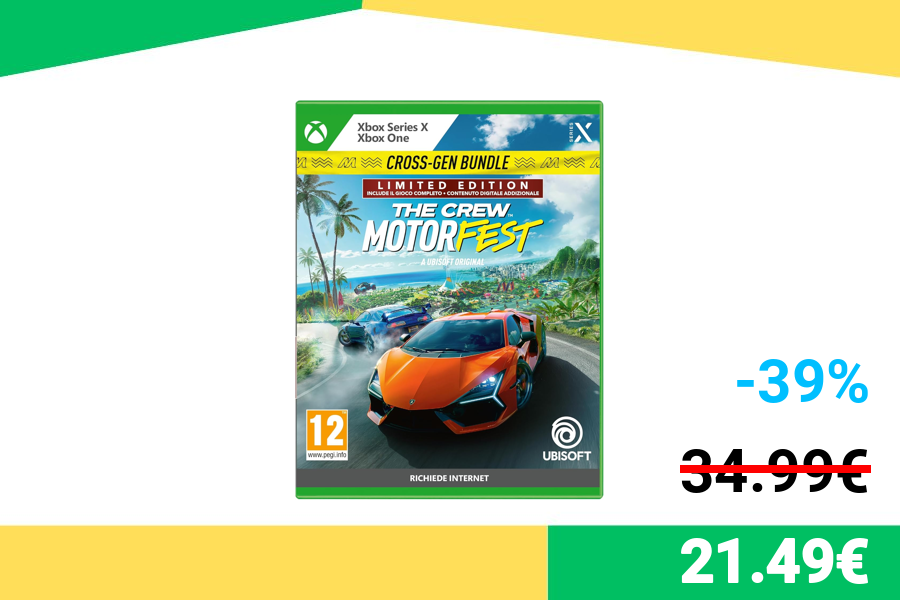 Xbox Series X
Xbox One
SERIES X
CROSS-GEN BUNDLE
LIMITED EDITION
INCLUDE IL GIOCO COMPLETO + CONTENUTO DIGITALE ADDIZIONALE
THE CREW™
MOTORFEST
A UBISOFT ORIGINAL
12
www.pegi.info
UBISOFT
RICHIEDE INTERNET
-39%
34.99€
21.49€